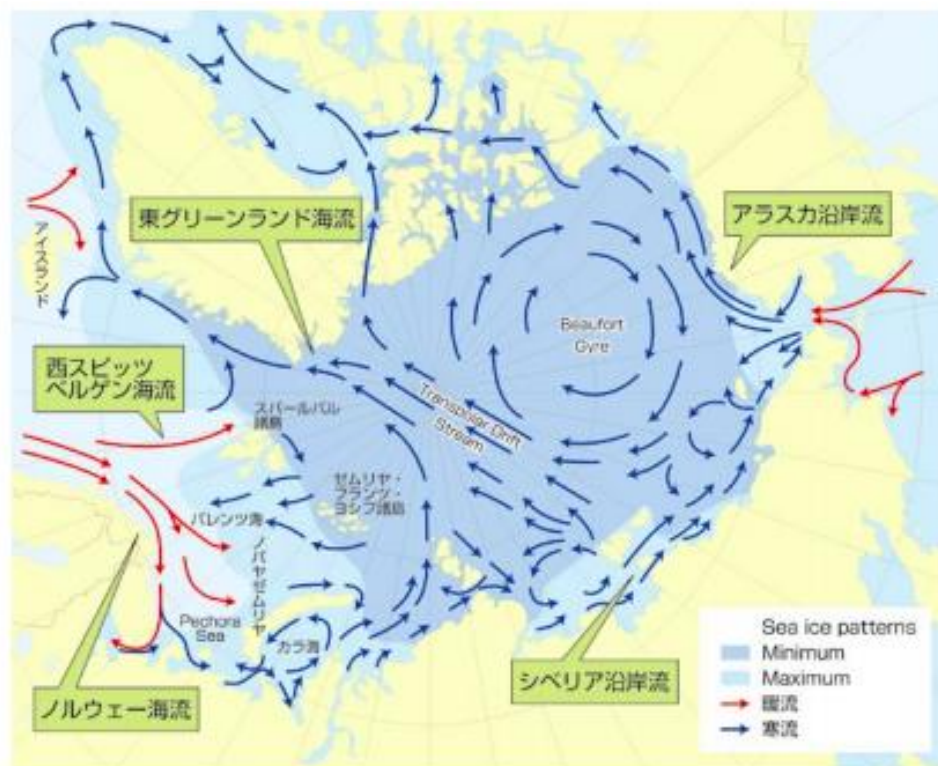 東グリーンランド海流
アラスカ沿岸流
アイスランド
Beaufort
Gyre
西スピッツ
ベルゲン海流
スバールバル
諸島
Transpolar Drift
Stream
ゼムリヤ・
フランツ・
ヨシフ諸島
バレンツ海
ノバヤゼムリヤ
Pechora
Sea
カラ海
ノルウェー海流
シベリア沿岸流
Sea ice patterns
Minimum
Maximum
暖流
寒流